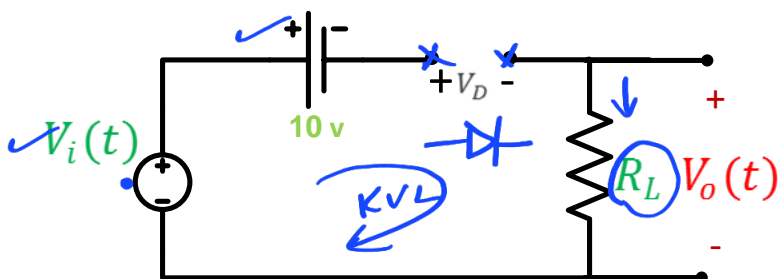 + -
10 v
+ V_D -
V_i(t)
+
-
KVL
R_L
+
V_o(t)
-